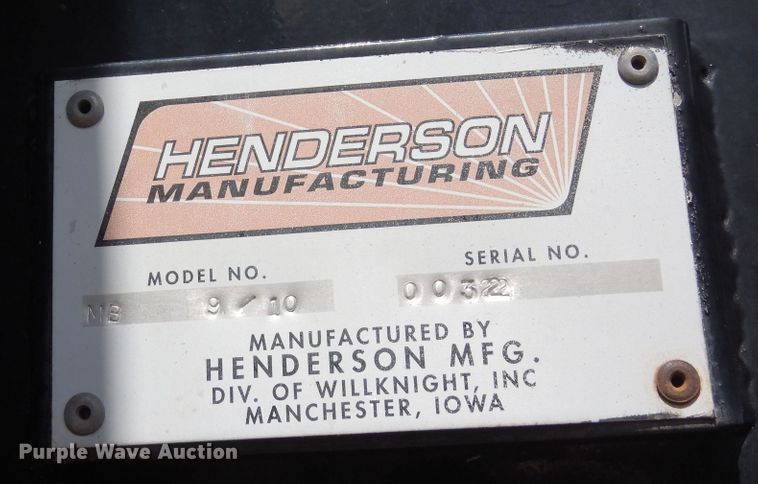 HENDERSON
MANUFACTURING
MODEL NO.
SERIAL NO.
MB 9/10
MANUFACTURED BY
HENDERSON MFG.
DIV. OF WILLKNIGHT, INC
MANCHESTER, IOWA
Purple Wave Auction